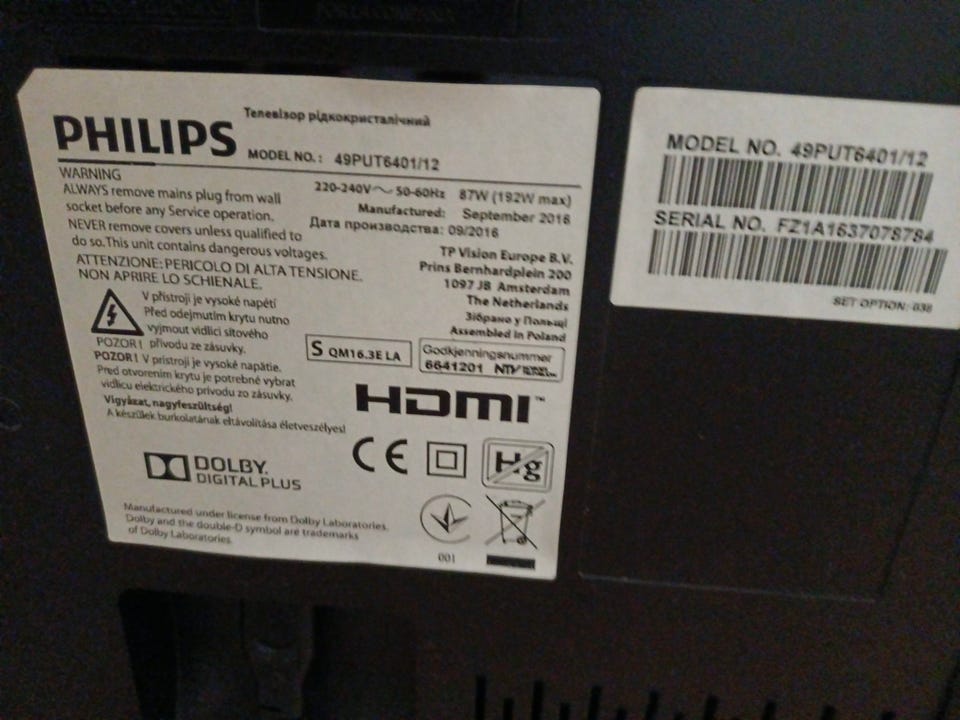 Телевізор рідкокристалічний
PHILIPS
MODEL NO.: 49PUT6401/12
WARNING
ALWAYS remove mains plug from wall
socket before any Service operation.
NEVER remove covers unless qualified to
do so.This unit contains dangerous voltages.
ATTENZIONE: PERICOLO DI ALTA TENSIONE.
NON APRIRE LO SCHIENALE.
V přístroji je vysoké napětí
Před odejmutím krytu nutno
vyjmout vidlici síťového
POZOR! přívodu ze zásuvky.
POZOR! V prístroji je vysoké napätie.
Pred otvorením krytu je potrebné vybrat
vidlicu elektrického prívodu zo zásuvky.
Vigyázat, nagyfeszültség!
A készülek burkolatának eltávolítása életveszélyes!
220-240V~ 50-60Hz 87W (192W max)
Manufactured: September 2016
Дата производства: 09/2016
TP Vision Europe B.V.
Prins Bernhardplein 200
1097 JB Amsterdam
The Netherlands
Зібрано у Польщі
Assembled in Poland
S QM16.3E LA
Godkjenningsnummer
6641201 NTV
HDMI™
CE
Hg
DOLBY.
DIGITAL PLUS
Manufactured under license from Dolby Laboratories.
Dolby and the double-D symbol are trademarks
of Dolby Laboratories.
001
MODEL NO. 49PUT6401/12
SERIAL NO. FZ1A1637078784
SET OPTION: 038